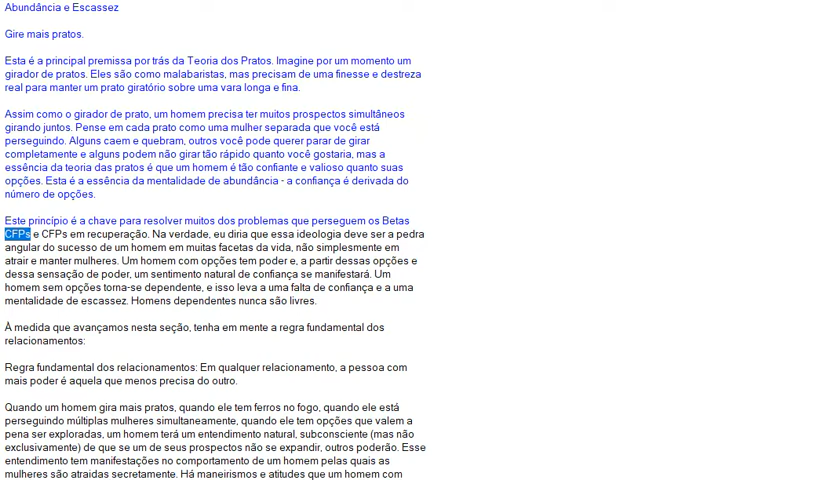 Abundância e Escassez
Gire mais pratos.
Esta é a principal premissa por trás da Teoria dos Pratos. Imagine por um momento um
girador de pratos. Eles são como malabaristas, mas precisam de uma finesse e destreza
real para manter um prato giratório sobre uma vara longa e fina.
Assim como o girador de prato, um homem precisa ter muitos prospectos simultâneos
girando juntos. Pense em cada prato como uma mulher separada que você está
perseguindo. Alguns caem e quebram, outros você pode querer parar de girar
completamente e alguns podem não girar tão rápido quanto você gostaria, mas a
essência da teoria das pratos é que um homem é tão confiante e valioso quanto suas
opções. Esta é a essência da mentalidade de abundância - a confiança é derivada do
número de opções.
Este princípio é a chave para resolver muitos dos problemas que perseguem os Betas
CFPs e CFPs em recuperação. Na verdade, eu diria que essa ideologia deve ser a pedra
angular do sucesso de um homem em muitas facetas da vida, não simplesmente em
atrair e manter mulheres. Um homem com opções tem poder e, a partir dessas opções e
dessa sensação de poder, um sentimento natural de confiança se manifestará. Um
homem sem opções torna-se dependente, e isso leva a uma falta de confiança e a uma
mentalidade de escassez. Homens dependentes nunca são livres.
À medida que avançamos nesta seção, tenha em mente a regra fundamental dos
relacionamentos:
Regra fundamental dos relacionamentos: Em qualquer relacionamento, a pessoa com
mais poder é aquela que menos precisa do outro.
Quando um homem gira mais pratos, quando ele tem ferros no fogo, quando ele está
perseguindo múltiplas mulheres simultaneamente, quando ele tem opções que valem a
pena ser exploradas, um homem terá um entendimento natural, subconsciente (mas não
exclusivamente) de que se um de seus prospectos não se expandir, outros poderão. Esse
entendimento tem manifestações no comportamento de um homem pelas quais as
mulheres são atraidas secretamente. Há maneirismos e atitudes que um homem com